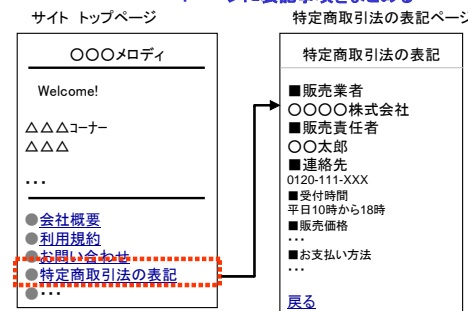 サイト トップページ
〇〇〇メロディ
Welcome!
△△△コーナー
△△△
...
●会社概要
●利用規約
●お問い合わせ
●特定商取引法の表記
●・・・
特定商取引法の表記ページ
特定商取引法の表記
■販売業者
〇〇〇〇株式会社
■販売責任者
〇〇太郎
■連絡先
0120-111-XXX
■受付時間
平日10時から18時
■販売価格
・・・
■お支払い方法
・・・
戻る